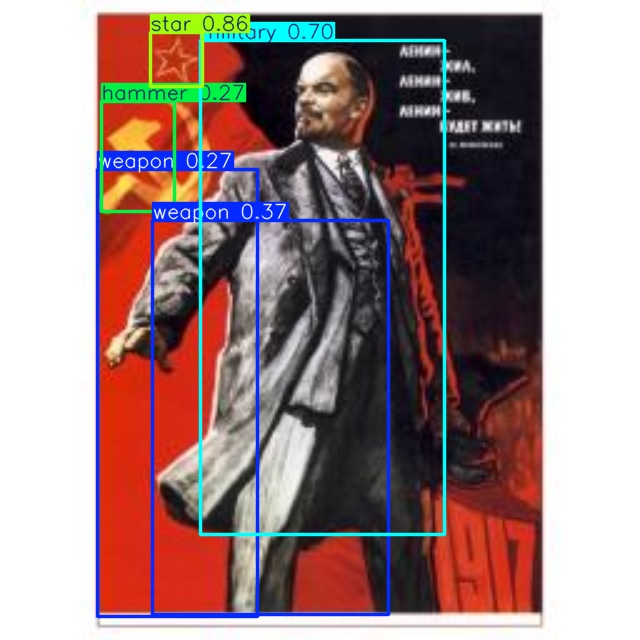 star 0.86
military 0.70
hammer 0.27
weapon 0.27
weapon 0.37
ЛЕНИН–
ЖИЛ,
ЛЕНИН–
ЖИВ,
ЛЕНИН–
БУДЕТ ЖИТЬ!
1917